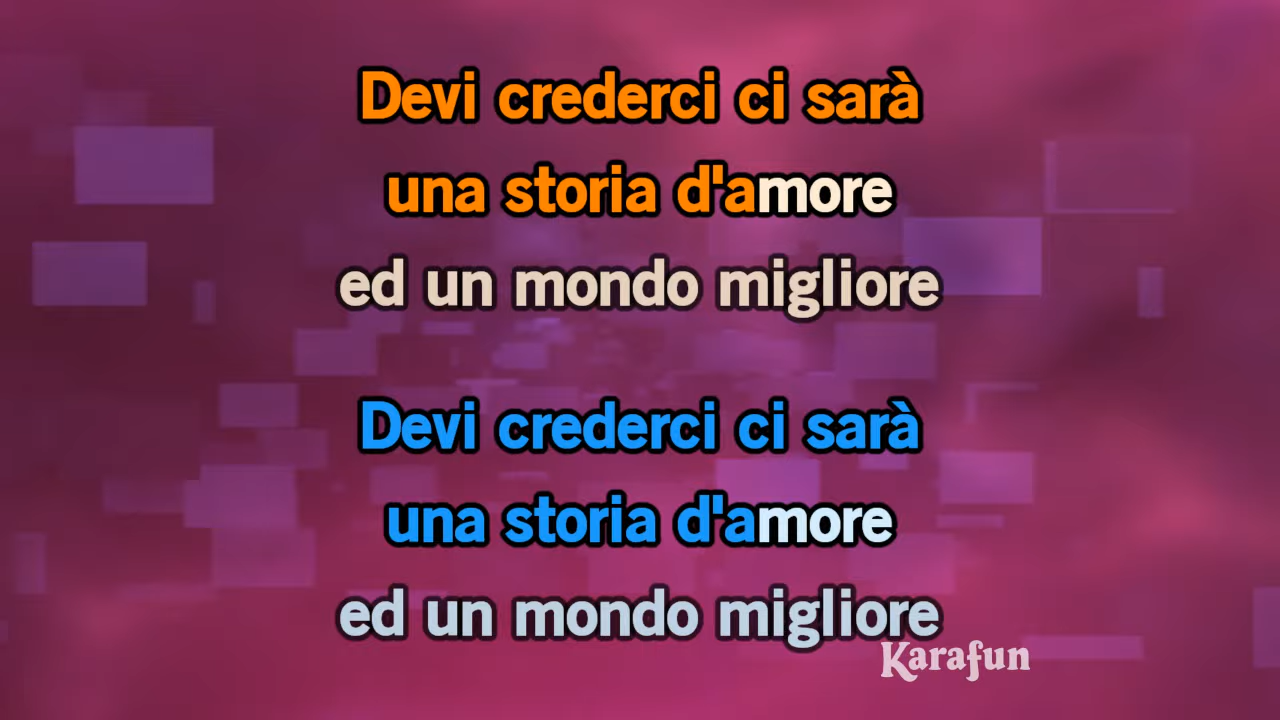 Devi crederci ci sarà
una storia d'amore
ed un mondo migliore
Devi crederci ci sarà
una storia d'amore
ed un mondo migliore
Karafun